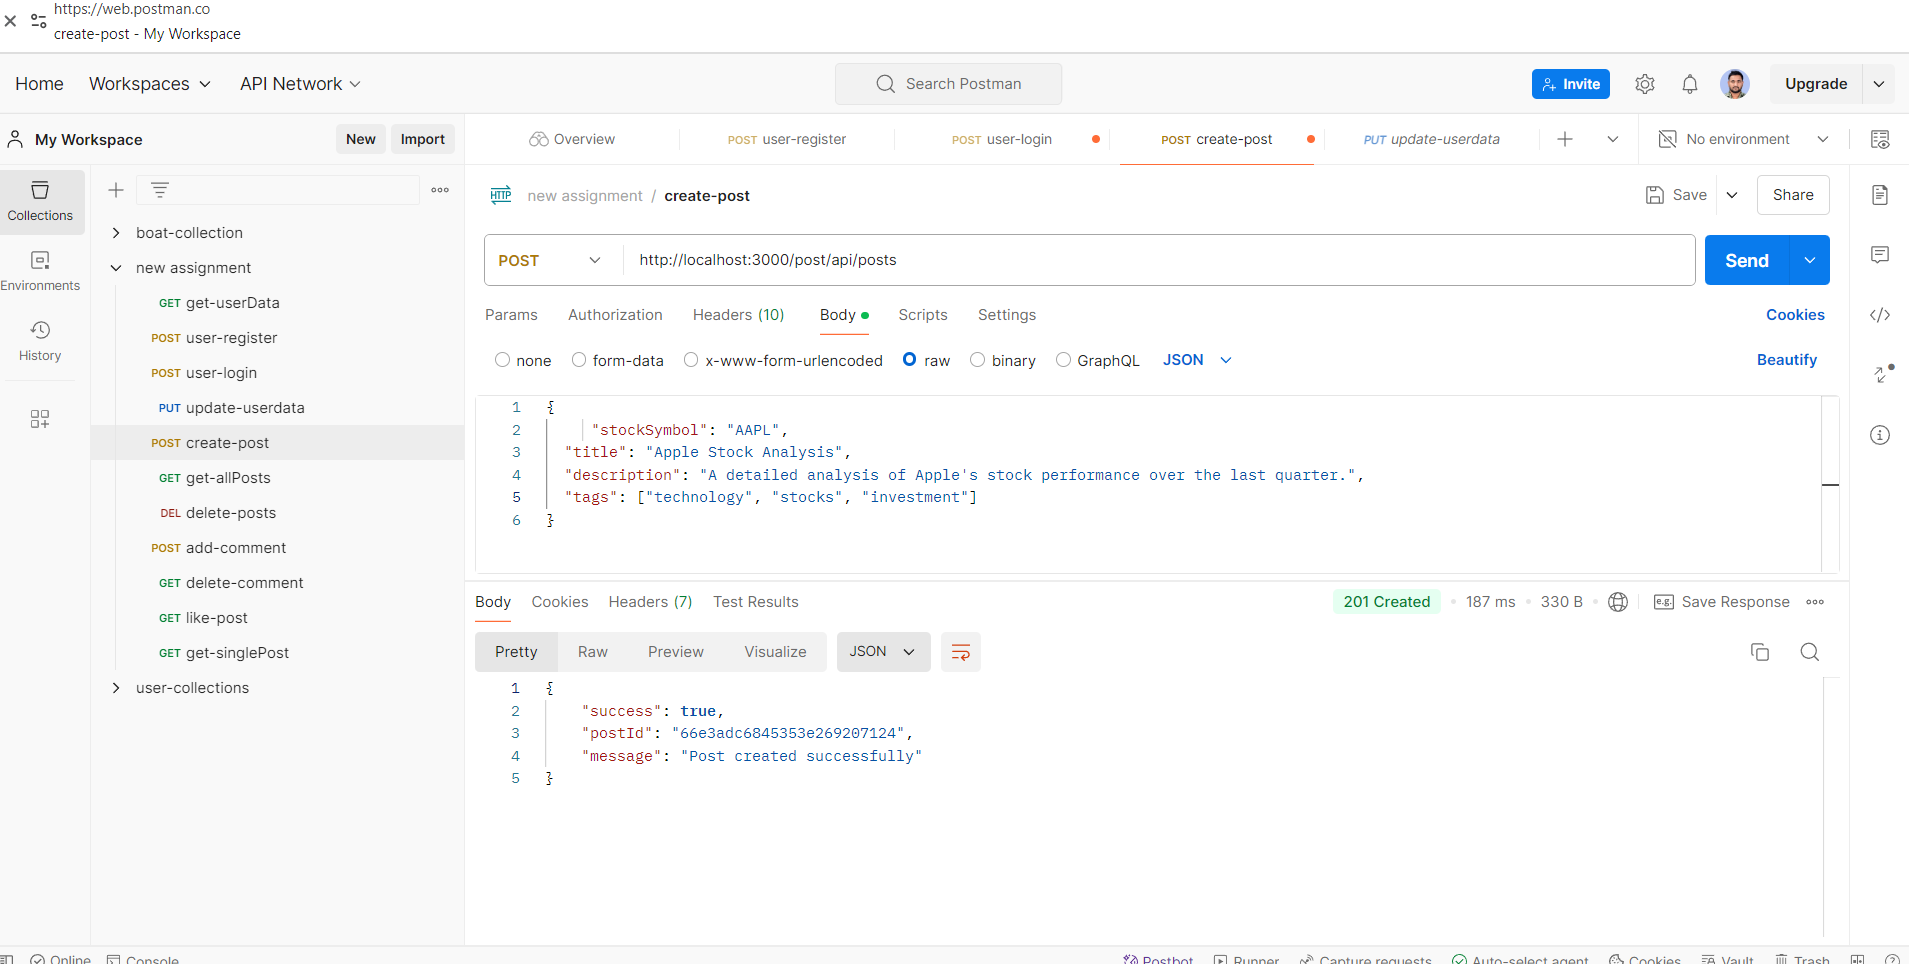 https://web.postman.co
create-post - My Workspace
Home Workspaces API Network Search Postman Invite Upgrade
My Workspace New Import
Overview POST user-register POST user-login POST create-post PUT update-userdata No environment
Collections
Environments
History
boat-collection
new assignment
GET get-userData
POST user-register
POST user-login
PUT update-userdata
POST create-post
GET get-allPosts
DEL delete-posts
POST add-comment
GET delete-comment
GET like-post
GET get-singlePost
user-collections
HTTP new assignment / create-post Save Share
POST http://localhost:3000/post/api/posts Send
Params Authorization Headers (10) Body Scripts Settings Cookies
none form-data x-www-form-urlencoded raw binary GraphQL JSON Beautify
1 {
2 "stockSymbol": "AAPL",
3 "title": "Apple Stock Analysis",
4 "description": "A detailed analysis of Apple's stock performance over the last quarter.",
5 "tags": ["technology", "stocks", "investment"]
6 }
Body Cookies Headers (7) Test Results 201 Created 187 ms 330 B e.g. Save Response
Pretty Raw Preview Visualize JSON
1 {
2 "success": true,
3 "postId": "66e3adc6845353e269207124",
4 "message": "Post created successfully"
5 }
Online Console Postbot Runner Capture requests Auto-select agent Cookies Vault Trash